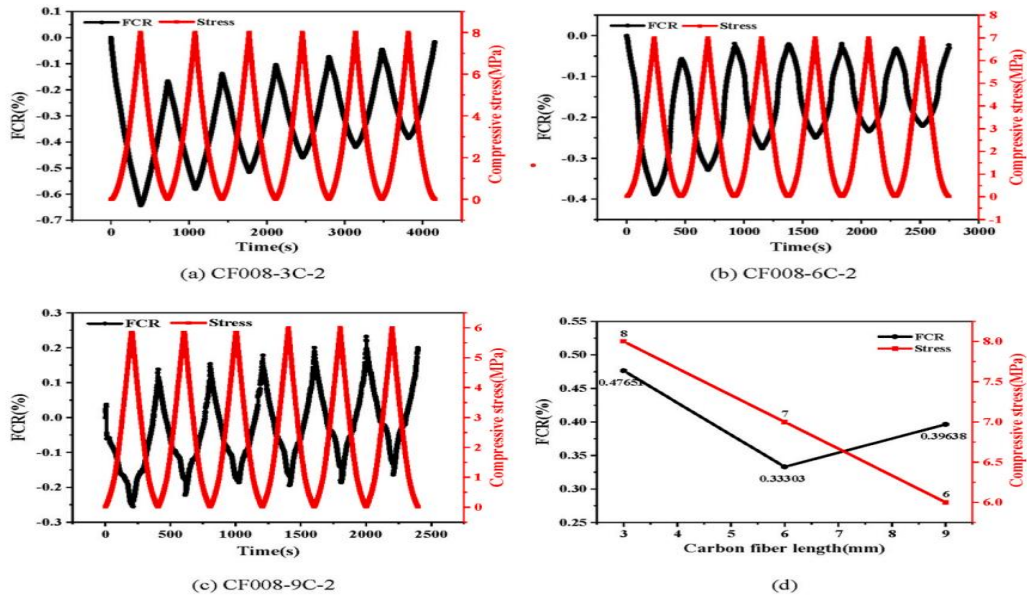 FCR Stress
0.1
0.0
-0.1
-0.2
-0.3
-0.4
-0.5
-0.6
-0.7
FCR(%)
8
6
4
2
0
Compressive stress(MPa)
0 1000 2000 3000 4000
Time(s)
(a) CF008-3C-2
FCR Stress
0.0
-0.1
-0.2
-0.3
-0.4
FCR(%)
8
7
6
5
4
3
2
1
0
-1
Compressive stress(MPa)
0 500 1000 1500 2000 2500 3000
Time(s)
(b) CF008-6C-2
FCR Stress
0.3
0.2
0.1
0.0
-0.1
-0.2
-0.3
FCR(%)
6
5
4
3
2
1
0
Compressive stress(MPa)
0 500 1000 1500 2000 2500
Time(s)
(c) CF008-9C-2
FCR
Stress
0.55
0.50
0.45
0.40
0.35
0.30
0.25
FCR(%)
8
0.47651
7
0.33303
0.39638
6
8.0
7.5
7.0
6.5
6.0
Compressive stress(MPa)
3 4 5 6 7 8 9
Carbon fiber length(mm)
(d)